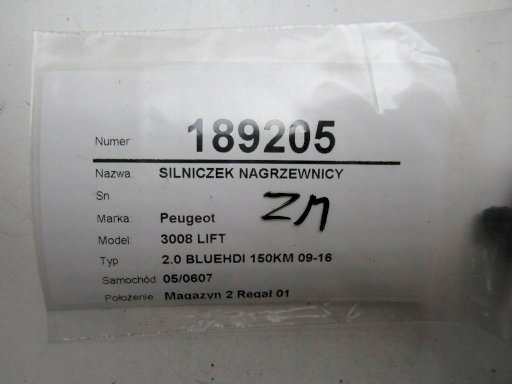 Numer 189205
Nazwa SILNICZEK NAGRZEWNICY
Sn
Marka: Peugeot
Model: 3008 LIFT
Typ 2.0 BLUEHDI 150KM 09-16
Samochód: 05/0607
Położenie Magazyn 2 Regał 01